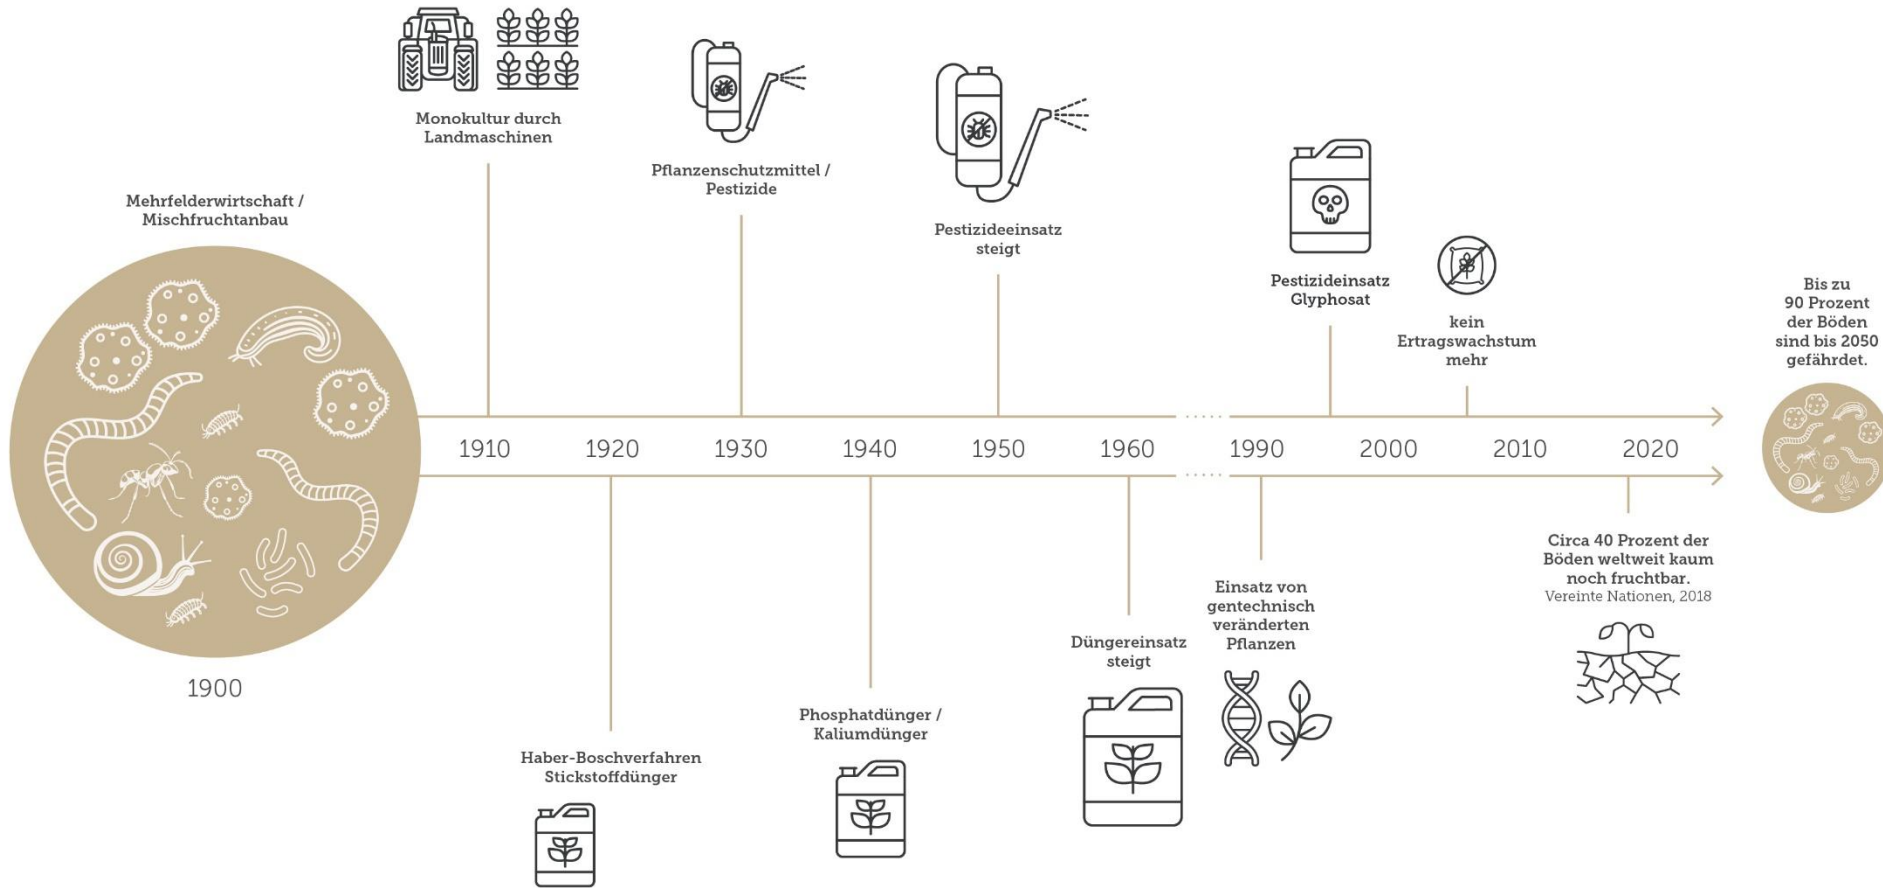 Mehrfelderwirtschaft /
Mischfruchtanbau
1900
Monokultur durch
Landmaschinen
Pflanzenschutzmittel /
Pestizide
Pestizideeinsatz
steigt
Pestizideinsatz
Glyphosat
kein
Ertragswachstum
mehr
Bis zu
90 Prozent
der Böden
sind bis 2050
gefährdet.
1910
1920
1930
1940
1950
1960
1990
2000
2010
2020
Haber-Boschverfahren
Stickstoffdünger
Phosphatdünger /
Kaliumdünger
Düngereinsatz
steigt
Einsatz von
gentechnisch
veränderten
Pflanzen
Circa 40 Prozent der
Böden weltweit kaum
noch fruchtbar.
Vereinte Nationen, 2018